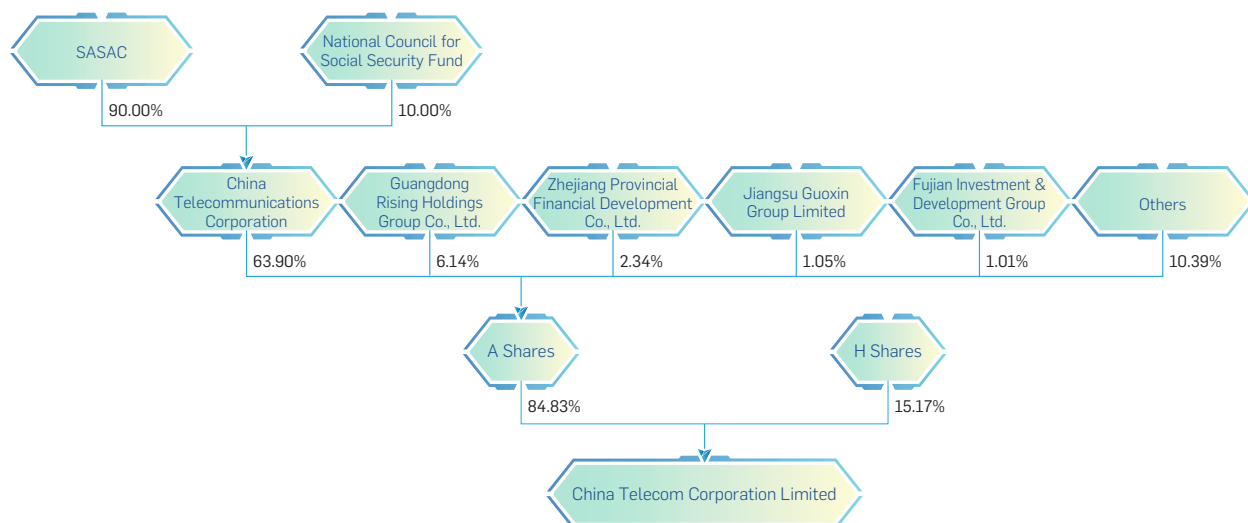 SASAC
National Council for
Social Security Fund
90.00%
10.00%
China
Telecommunications
Corporation
Guangdong
Rising Holdings
Group Co., Ltd.
Zhejiang Provincial
Financial Development
Co., Ltd.
Jiangsu Guoxin
Group Limited
Fujian Investment &
Development Group
Co., Ltd.
Others
63.90%
6.14%
2.34%
1.05%
1.01%
10.39%
A Shares
H Shares
84.83%
15.17%
China Telecom Corporation Limited